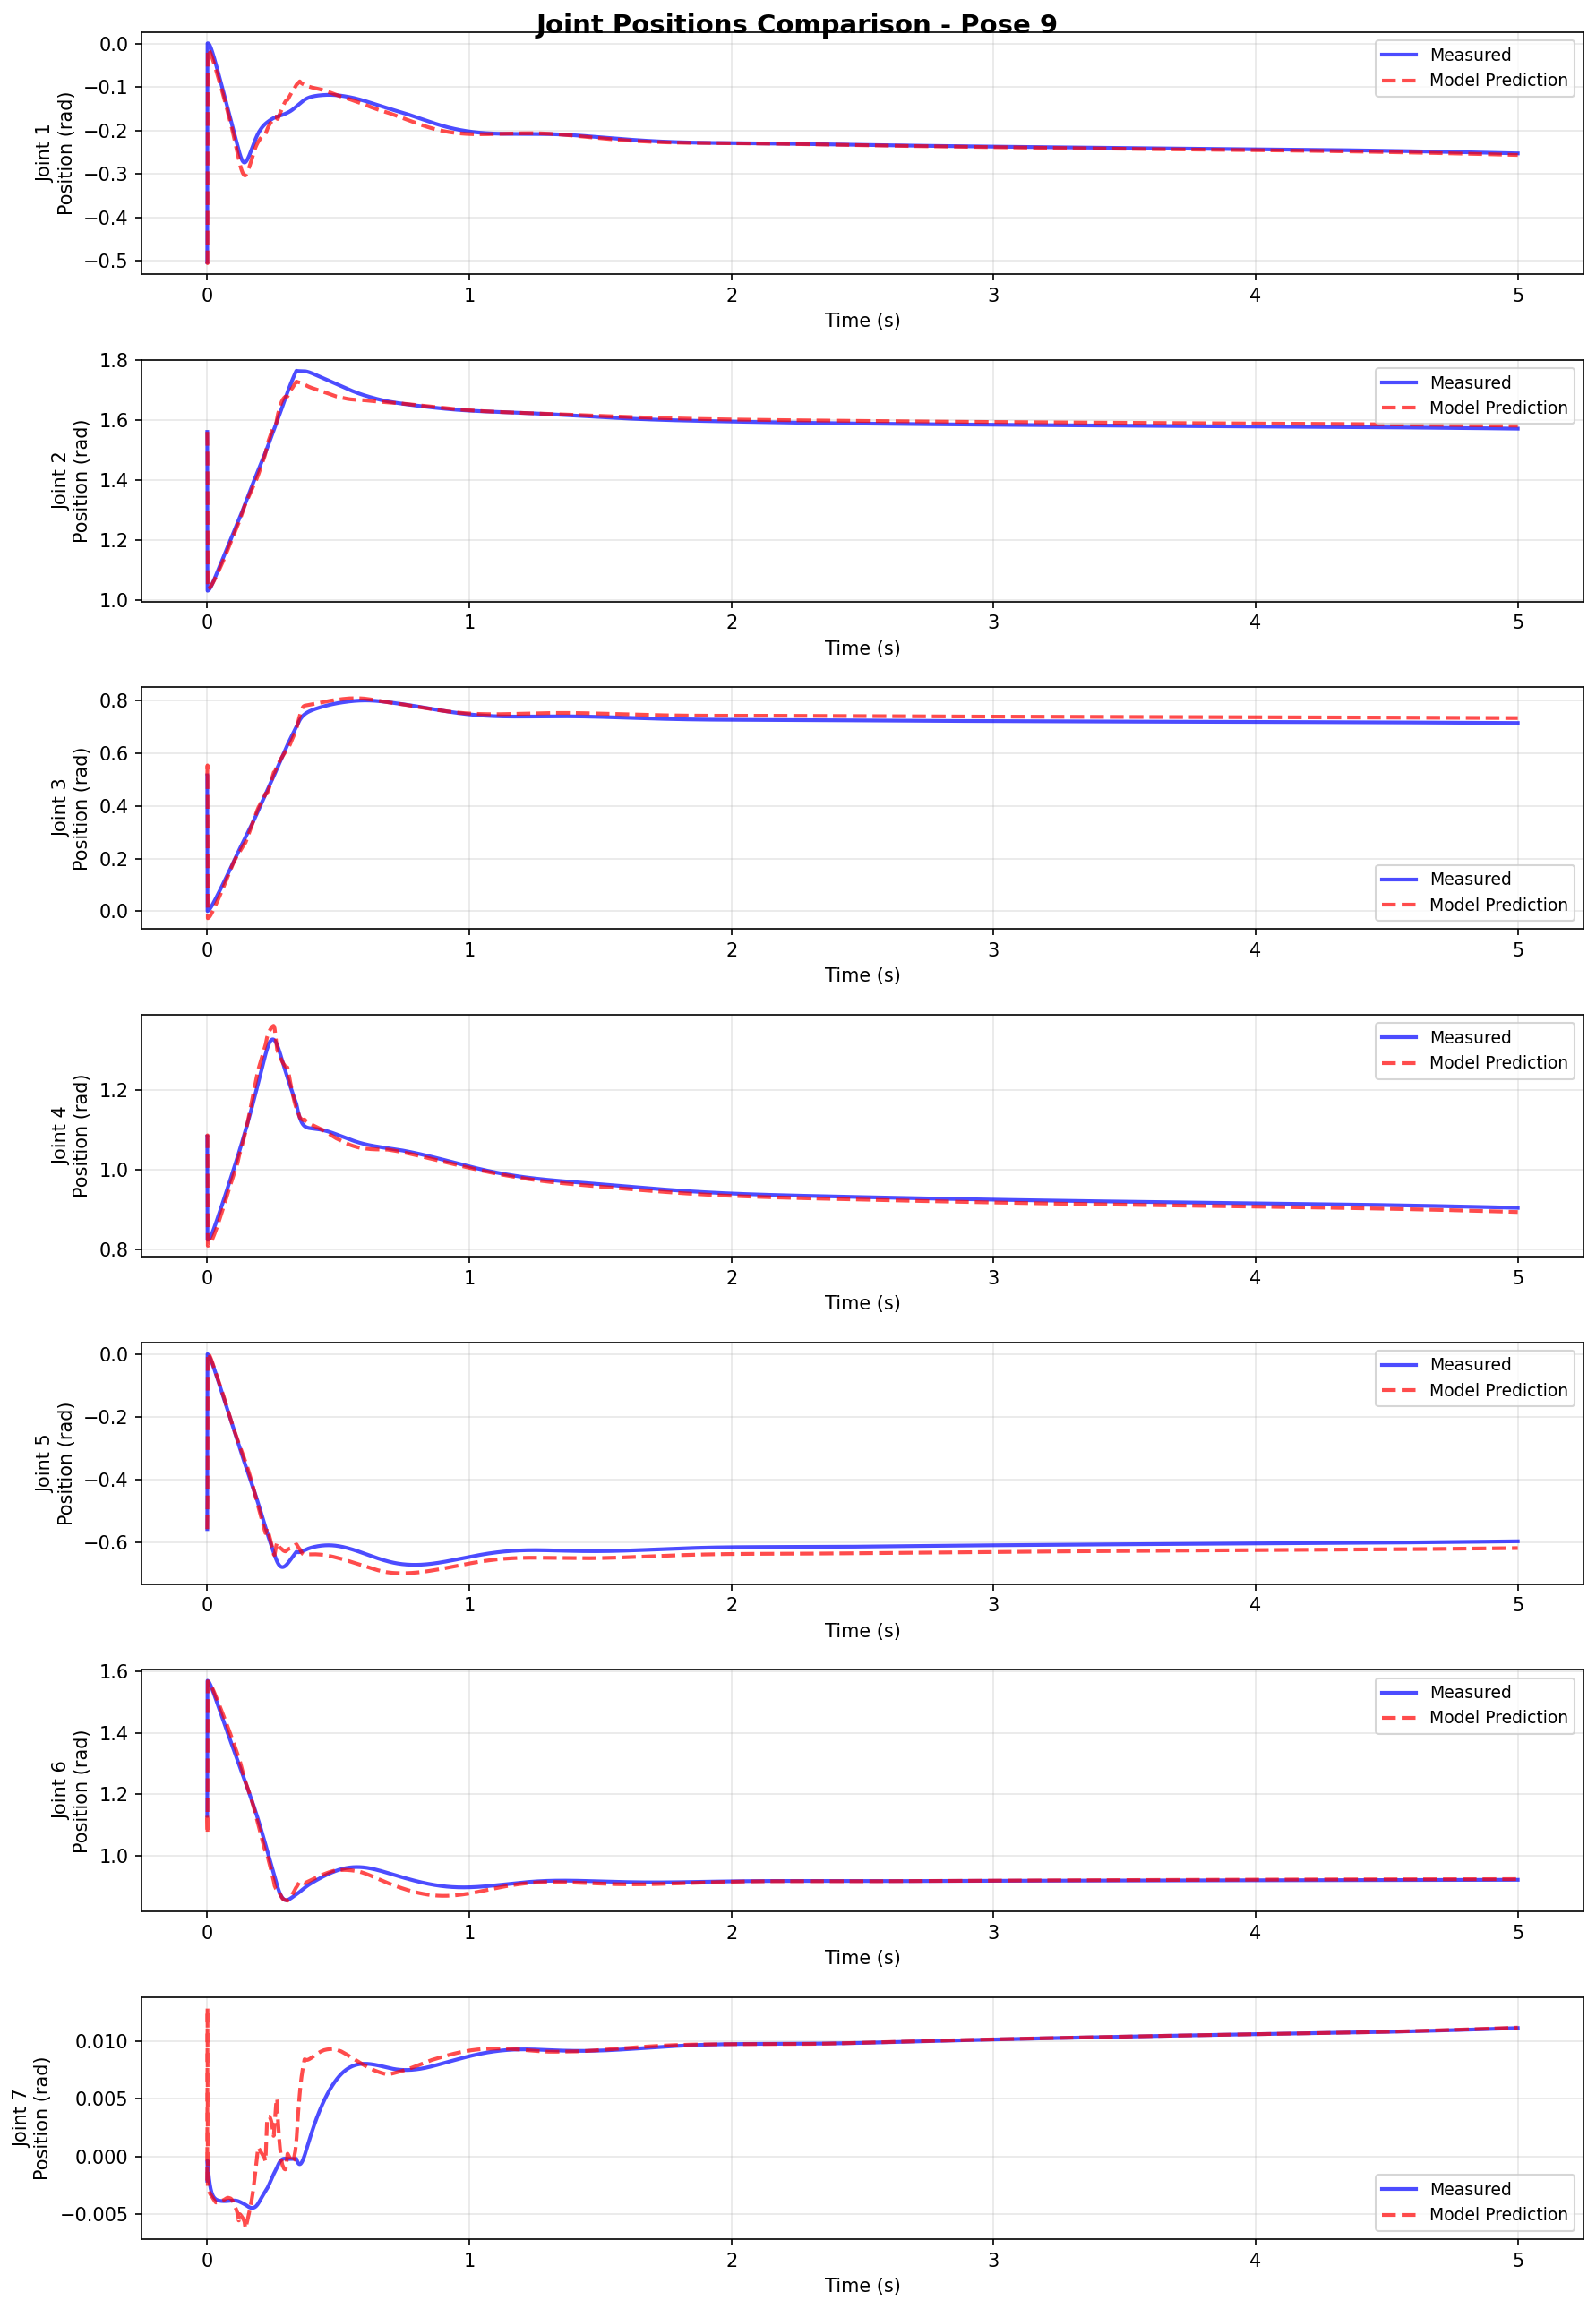 Joint Positions Comparison - Pose 9
Joint 1
Position (rad)
0.0
−0.1
−0.2
−0.3
−0.4
−0.5
Measured
Model Prediction
0 1 2 3 4 5
Time (s)
Joint 2
Position (rad)
1.8
1.6
1.4
1.2
1.0
Measured
Model Prediction
0 1 2 3 4 5
Time (s)
Joint 3
Position (rad)
0.8
0.6
0.4
0.2
0.0
Measured
Model Prediction
0 1 2 3 4 5
Time (s)
Joint 4
Position (rad)
1.2
1.0
0.8
Measured
Model Prediction
0 1 2 3 4 5
Time (s)
Joint 5
Position (rad)
0.0
−0.2
−0.4
−0.6
Measured
Model Prediction
0 1 2 3 4 5
Time (s)
Joint 6
Position (rad)
1.6
1.4
1.2
1.0
Measured
Model Prediction
0 1 2 3 4 5
Time (s)
Joint 7
Position (rad)
0.010
0.005
0.000
−0.005
Measured
Model Prediction
0 1 2 3 4 5
Time (s)